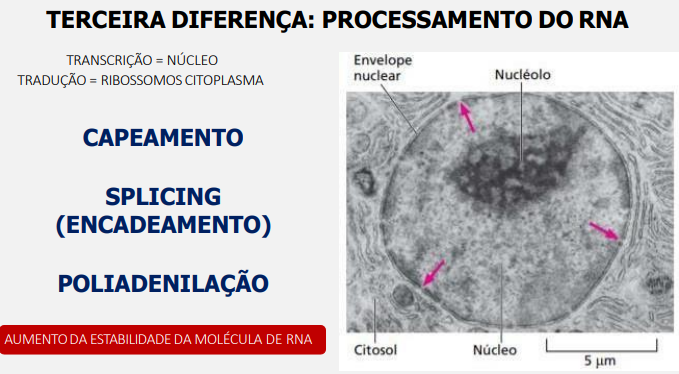 TERCEIRA DIFERENÇA: PROCESSAMENTO DO RNA
TRANSCRIÇÃO = NÚCLEO
TRADUÇÃO = RIBOSSOMOS CITOPLASMA
CAPEAMENTO
SPLICING
(ENCADEAMENTO)
POLIADENILAÇÃO
AUMENTO DA ESTABILIDADE DA MOLÉCULA DE RNA
Envelope
nuclear
Nucléolo
Citosol
Núcleo
5 µm